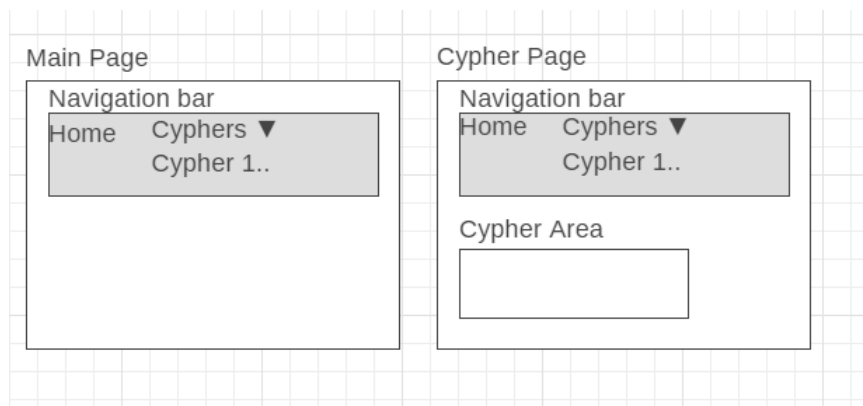 Main Page
Navigation bar
Home Cyphers ▼
Cypher 1..
Cypher Page
Navigation bar
Home Cyphers ▼
Cypher 1..
Cypher Area